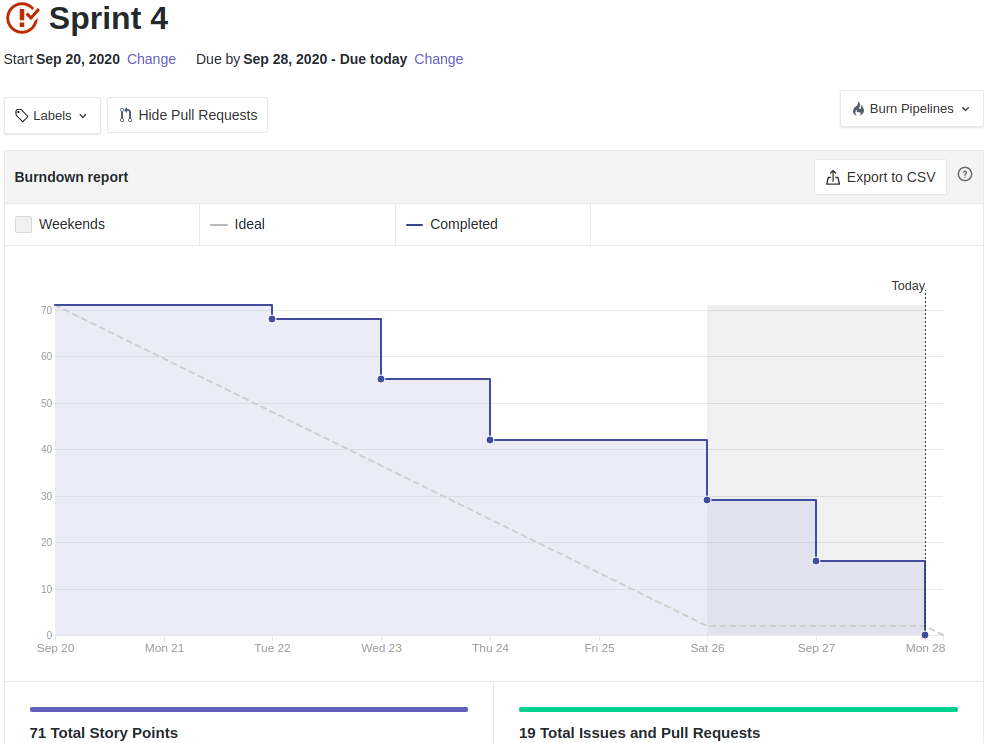 Sprint 4
Start Sep 20, 2020 Change Due by Sep 28, 2020 - Due today Change
Labels Hide Pull Requests Burn Pipelines
Burndown report Export to CSV ?
Weekends Ideal Completed
Today
70
60
50
40
30
20
10
0
Sep 20 Mon 21 Tue 22 Wed 23 Thu 24 Fri 25 Sat 26 Sep 27 Mon 28
71 Total Story Points 19 Total Issues and Pull Requests